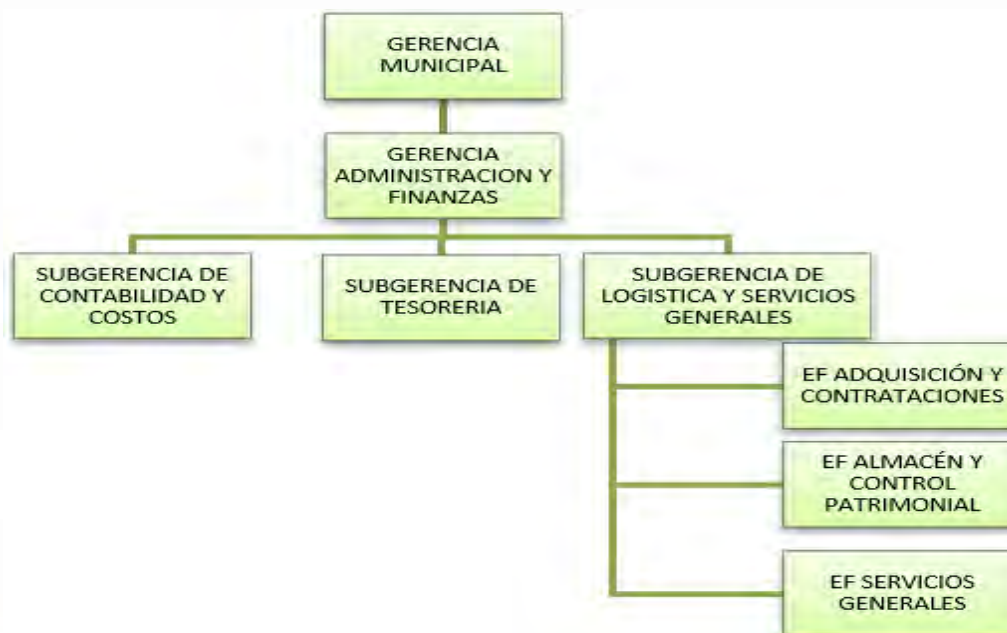 GERENCIA
MUNICIPAL
GERENCIA
ADMINISTRACION Y
FINANZAS
SUBGERENCIA DE
CONTABILIDAD Y
COSTOS
SUBGERENCIA DE
TESORERIA
SUBGERENCIA DE
LOGISTICA Y SERVICIOS
GENERALES
EF ADQUISICIÓN Y
CONTRATACIONES
EF ALMACÉN Y
CONTROL
PATRIMONIAL
EF SERVICIOS
GENERALES